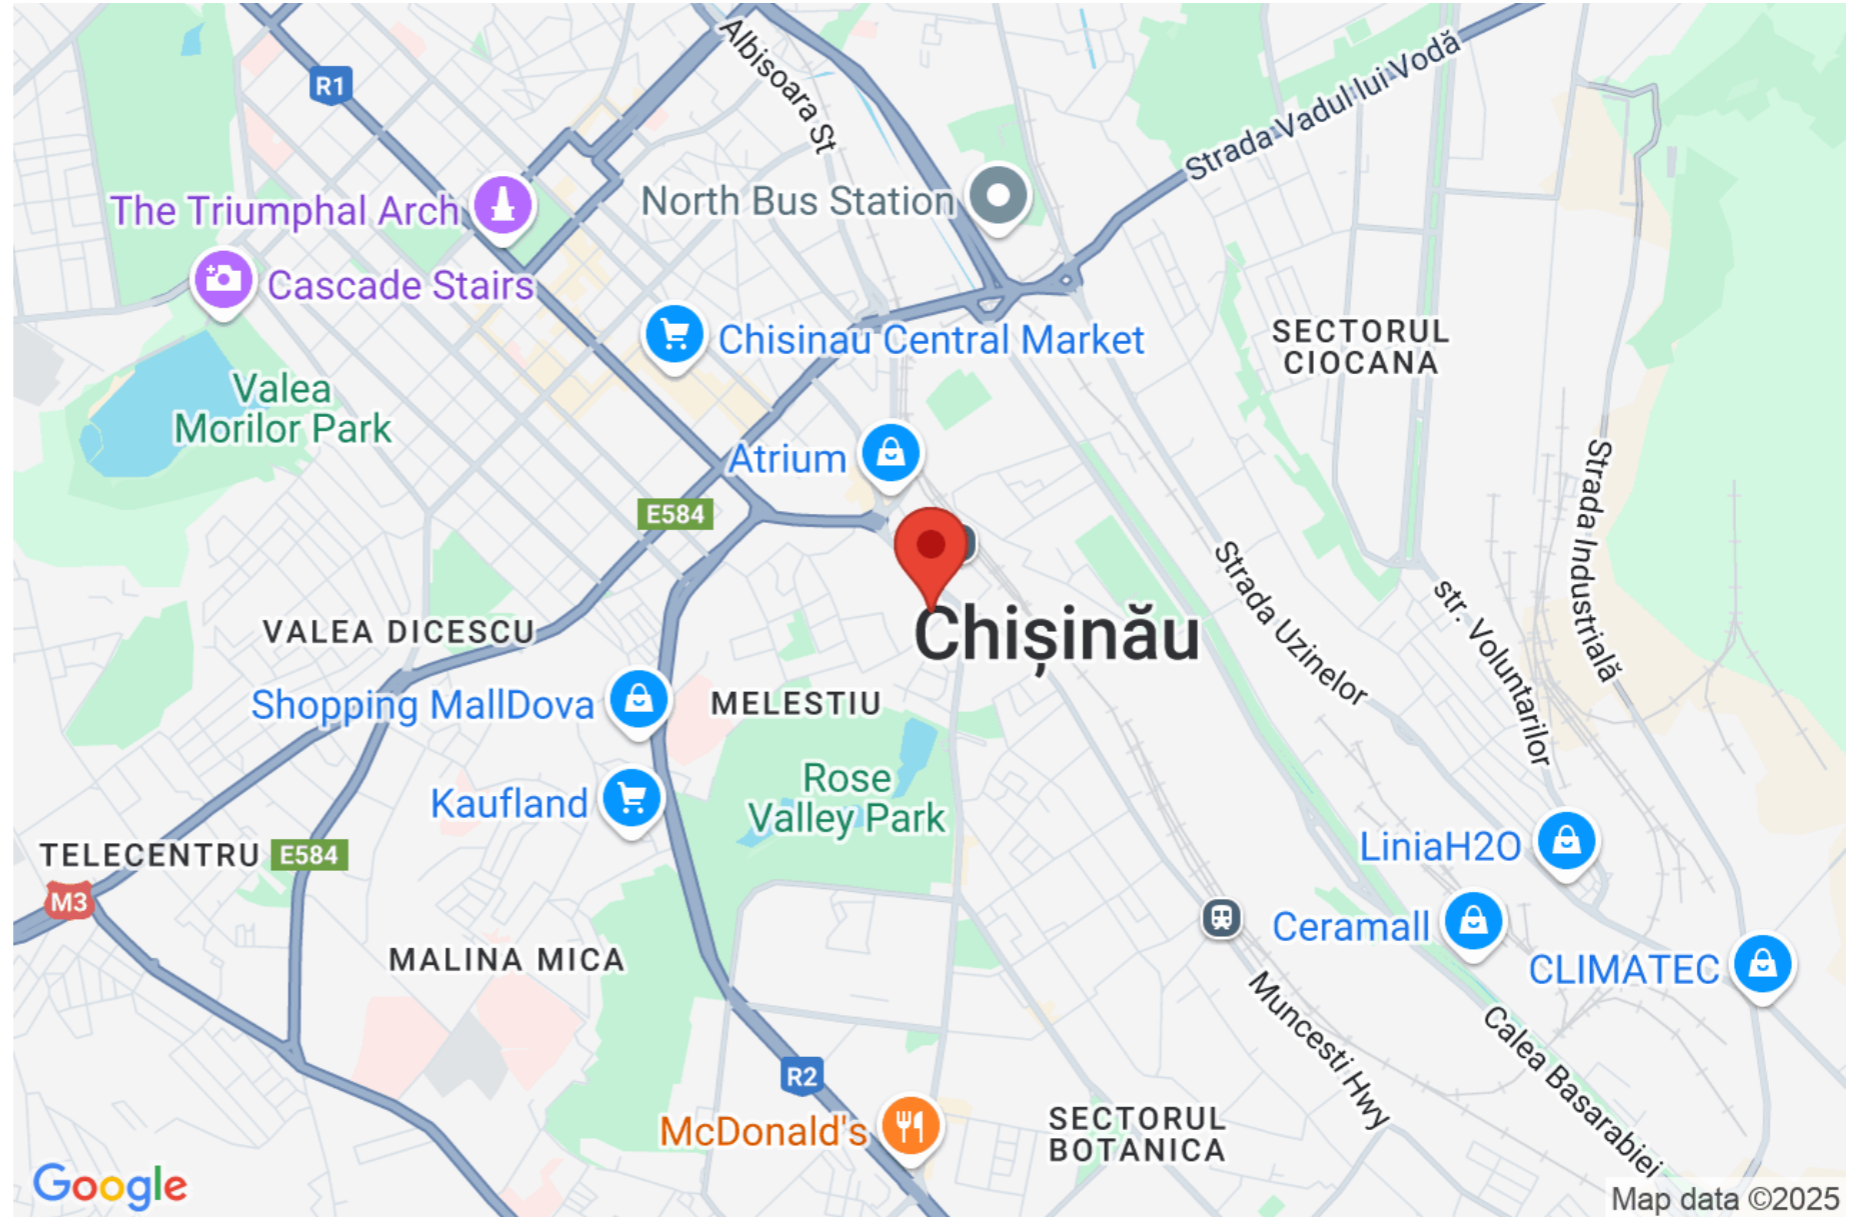 Albisoara St
R1
Strada Vadul lui Vodă
The Triumphal Arch
North Bus Station
Cascade Stairs
Chisinau Central Market
SECTORUL
CIOCANA
Valea
Morilor Park
Atrium
E584
Strada Industrială
Strada Uzinelor
str. Voluntarilor
VALEA DICESCU
Chișinău
Shopping MallDova
MELESTIU
Rose
Valley Park
Kaufland
TELECENTRU
E584
LiniaH2O
M3
Ceramall
MALINA MICA
CLIMATEC
Muncesti Hwy
Calea Basarabiei
R2
McDonald's
SECTORUL
BOTANICA
Google
Map data ©2025